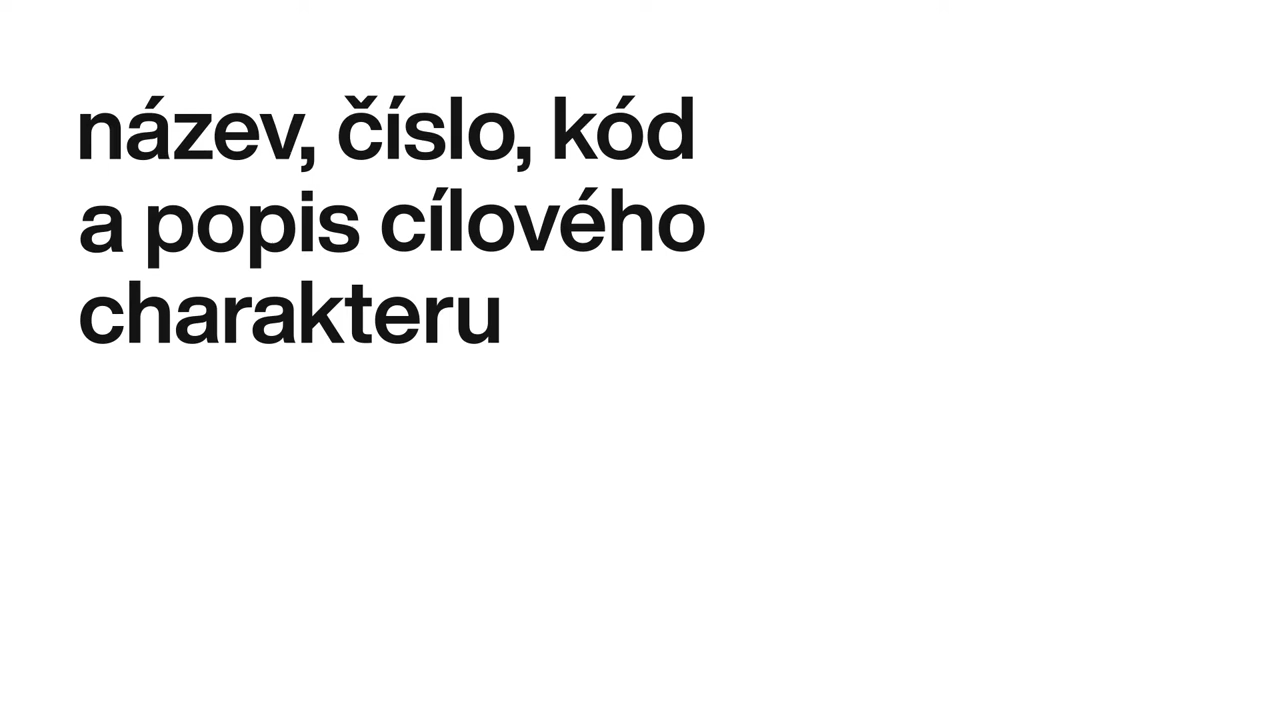 název, číslo, kód
a popis cílového
charakteru